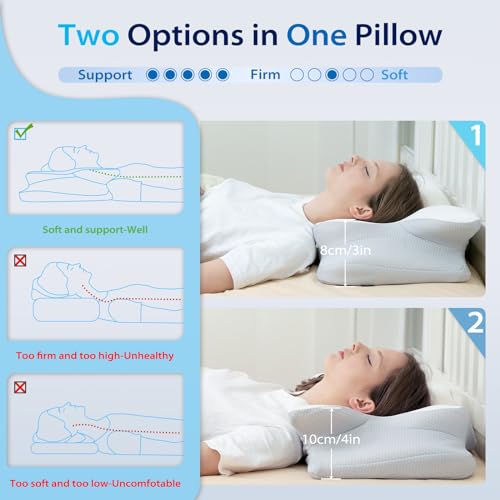 Two Options in One Pillow
Support Firm Soft
Soft and support-Well
Too firm and too high-Unhealthy
Too soft and too low-Uncomfotable
1
8cm/3in
2
10cm/4in